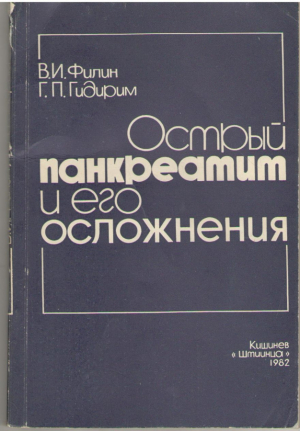 В.И.Филин
Г.П.Гидирим
Острый
панкреатит
и его
осложнения
Кишинев
«Штиинца»
1982